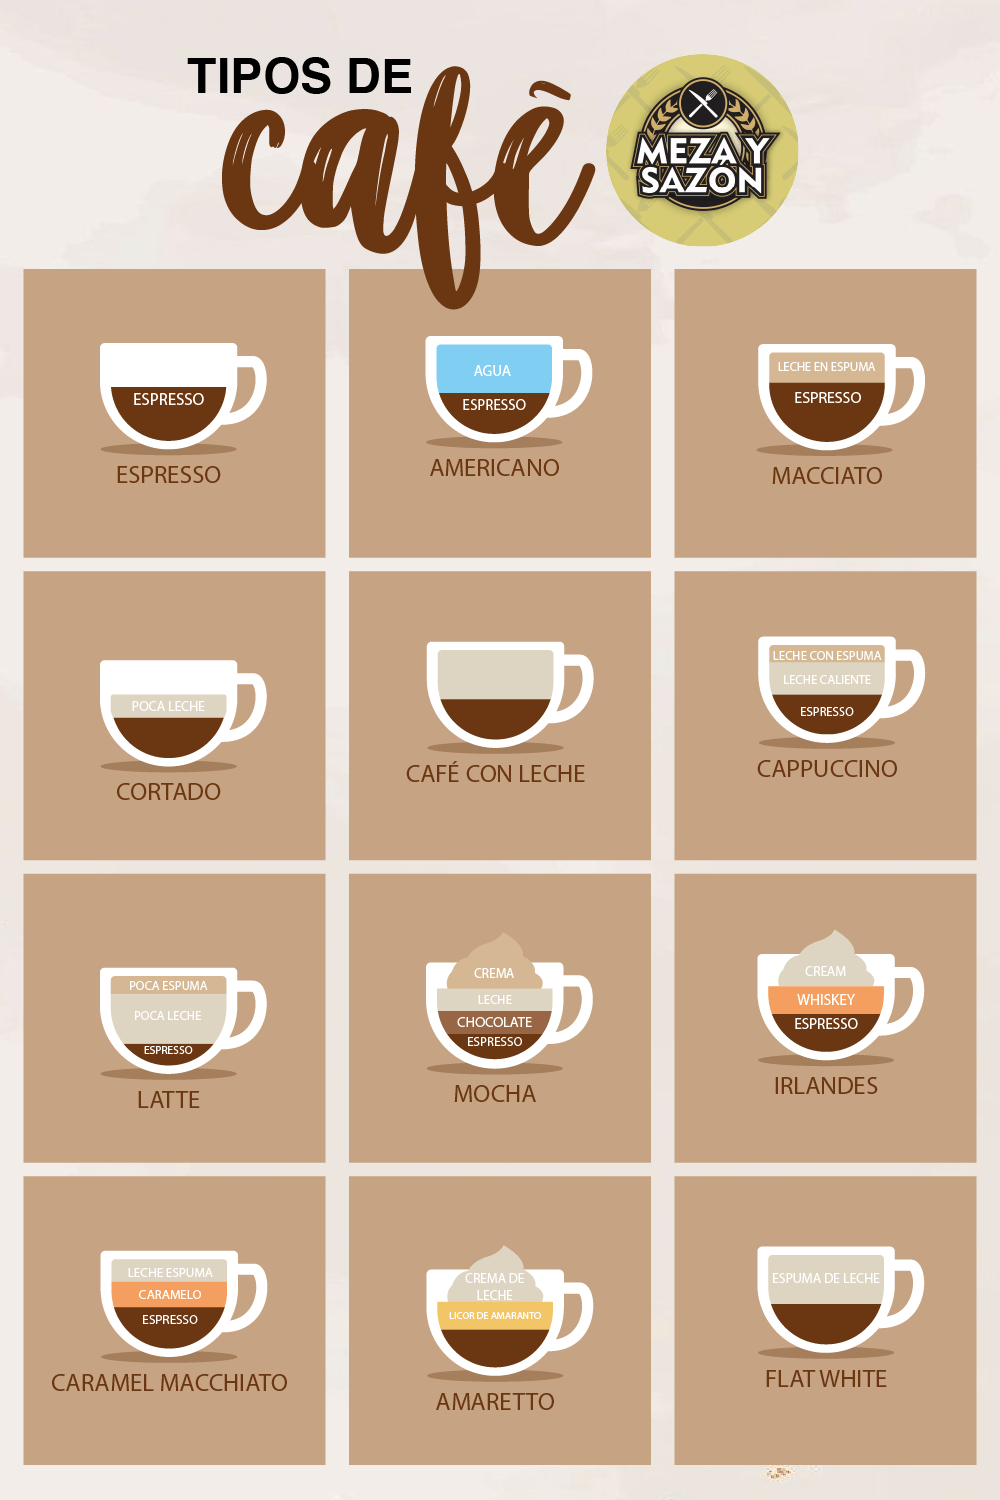 TIPOS DE
café
MEZA Y
SAZÓN
ESPRESSO
ESPRESSO
AGUA
ESPRESSO
AMERICANO
LECHE EN ESPUMA
ESPRESSO
MACCIATO
POCA LECHE
CORTADO
CAFÉ CON LECHE
LECHE CON ESPUMA
LECHE CALIENTE
ESPRESSO
CAPPUCCINO
POCA ESPUMA
POCA LECHE
ESPRESSO
LATTE
CREMA
LECHE
CHOCOLATE
ESPRESSO
MOCHA
CREAM
WHISKEY
ESPRESSO
IRLANDES
LECHE ESPUMA
CARAMELO
ESPRESSO
CARAMEL MACCHIATO
CREMA DE
LECHE
LICOR DE AMARANTO
AMARETTO
ESPUMA DE LECHE
FLAT WHITE